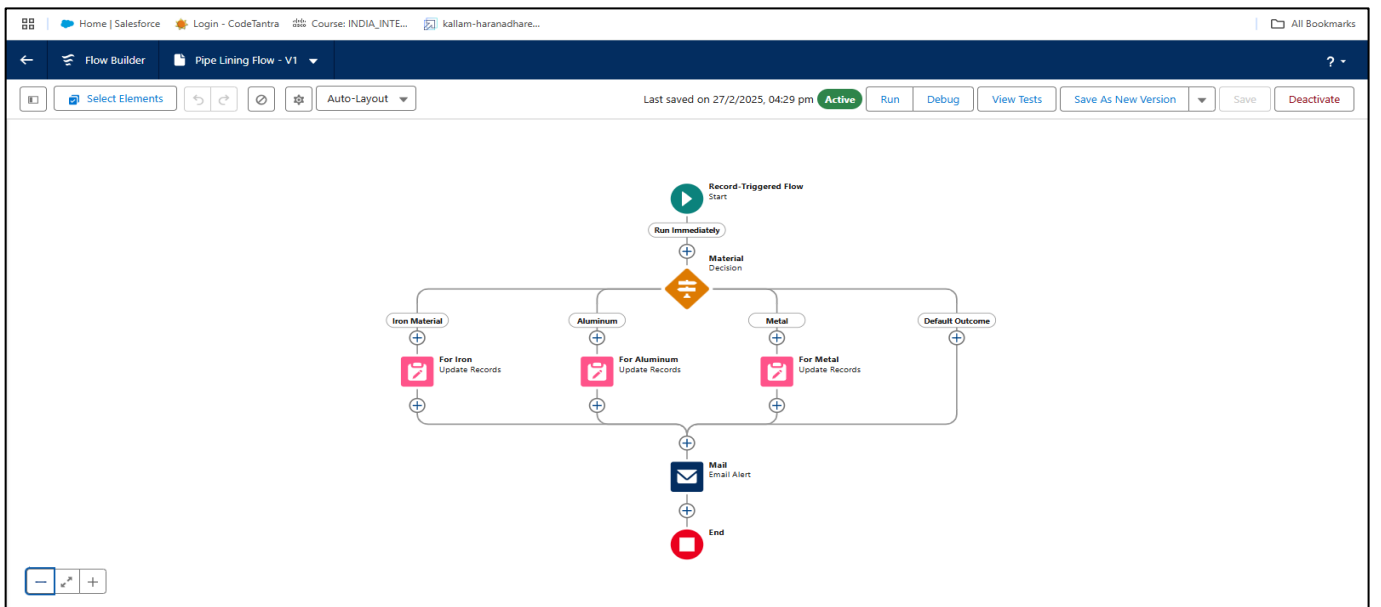 Home | Salesforce Login - CodeTantra Course: INDIA_INTE... kallam-haranadhare... All Bookmarks
Flow Builder Pipe Lining Flow - V1 ?
Select Elements Auto-Layout Last saved on 27/2/2025, 04:29 pm Active Run Debug View Tests Save As New Version Save Deactivate
Record-Triggered Flow
Start
Run Immediately
Material
Decision
Iron Material Aluminum Metal Default Outcome
For Iron For Aluminum For Metal
Update Records Update Records Update Records
Mail
Email Alert
End